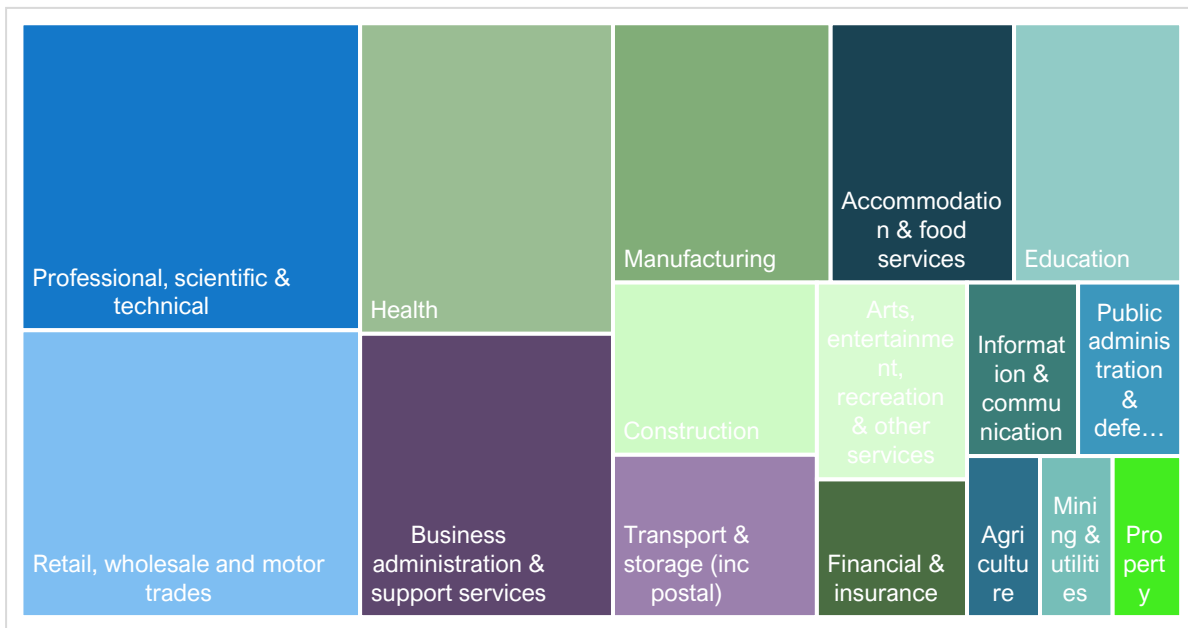 Professional, scientific &
technical
Retail, wholesale and motor
trades
Health
Business
administration &
support services
Manufacturing
Accommodatio
n & food
services
Education
Construction
Arts,
entertainme
nt,
recreation
& other
services
Informat
ion &
commu
nication
Public
adminis
tration
&
defe…
Transport &
storage (inc
postal)
Financial &
insurance
Agri
cultu
re
Mini
ng &
utiliti
es
Pro
pert
y